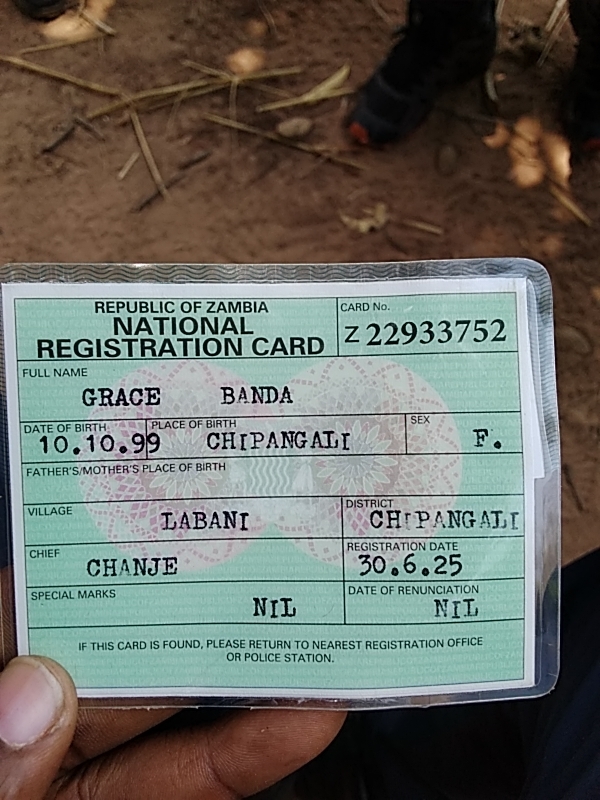 REPUBLIC OF ZAMBIA
NATIONAL
REGISTRATION CARD
CARD No.
Z 22933752
FULL NAME
GRACE BANDA
DATE OF BIRTH
10.10.99
PLACE OF BIRTH
CHIPANGALI
SEX
F.
FATHER'S/MOTHER'S PLACE OF BIRTH
VILLAGE
LABANI
DISTRICT
CHIPANGALI
CHIEF
CHANJE
REGISTRATION DATE
30.6.25
SPECIAL MARKS
NIL
DATE OF RENUNCIATION
NIL
IF THIS CARD IS FOUND, PLEASE RETURN TO NEAREST REGISTRATION OFFICE
OR POLICE STATION.